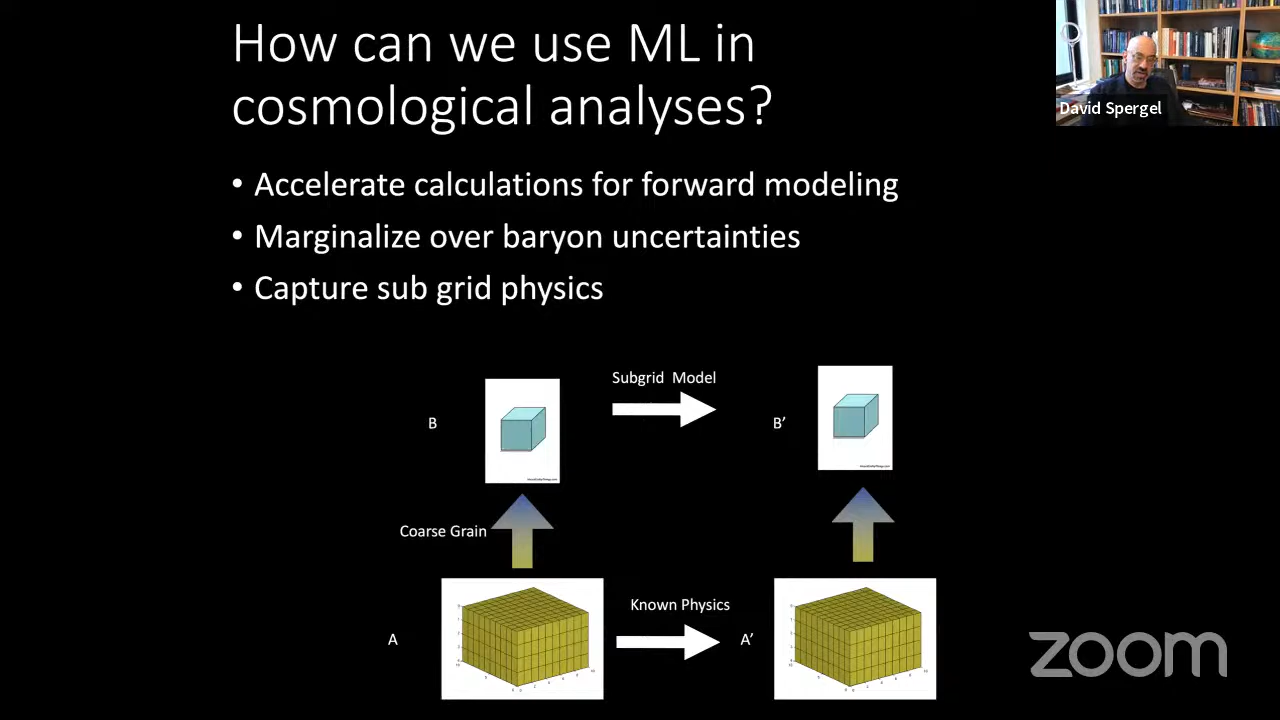 How can we use ML in
cosmological analyses?
David Spergel
• Accelerate calculations for forward modeling
• Marginalize over baryon uncertainties
• Capture sub grid physics
Subgrid Model
B
B’
Coarse Grain
Known Physics
A
A’
zoom